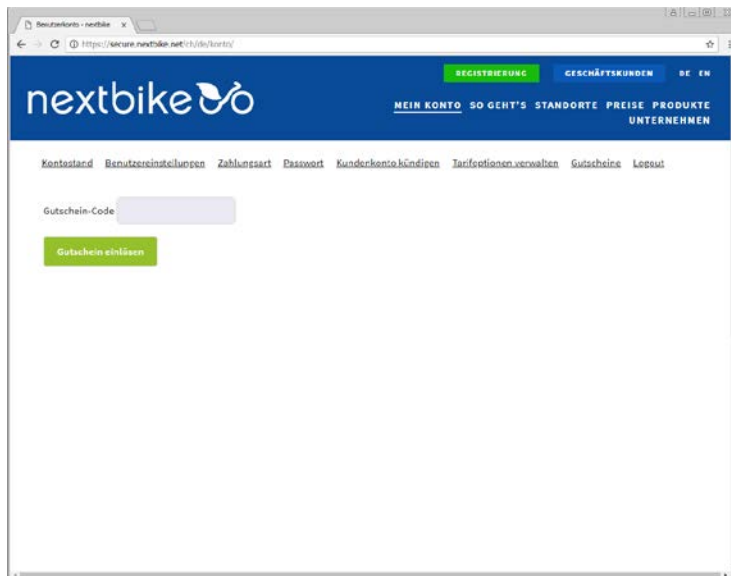 Benutzerkonto - nextbike
https://secure.nextbike.net/ch/de/konto/
REGISTRIERUNG GESCHÄFTSKUNDEN DE EN
nextbike
MEIN KONTO SO GEHT'S STANDORTE PREISE PRODUKTE
UNTERNEHMEN
Kontostand Benutzereinstellungen Zahlungsart Passwort Kundenkonto kündigen Tarifoptionen verwalten Gutscheine Logout
Gutschein-Code
Gutschein einlösen